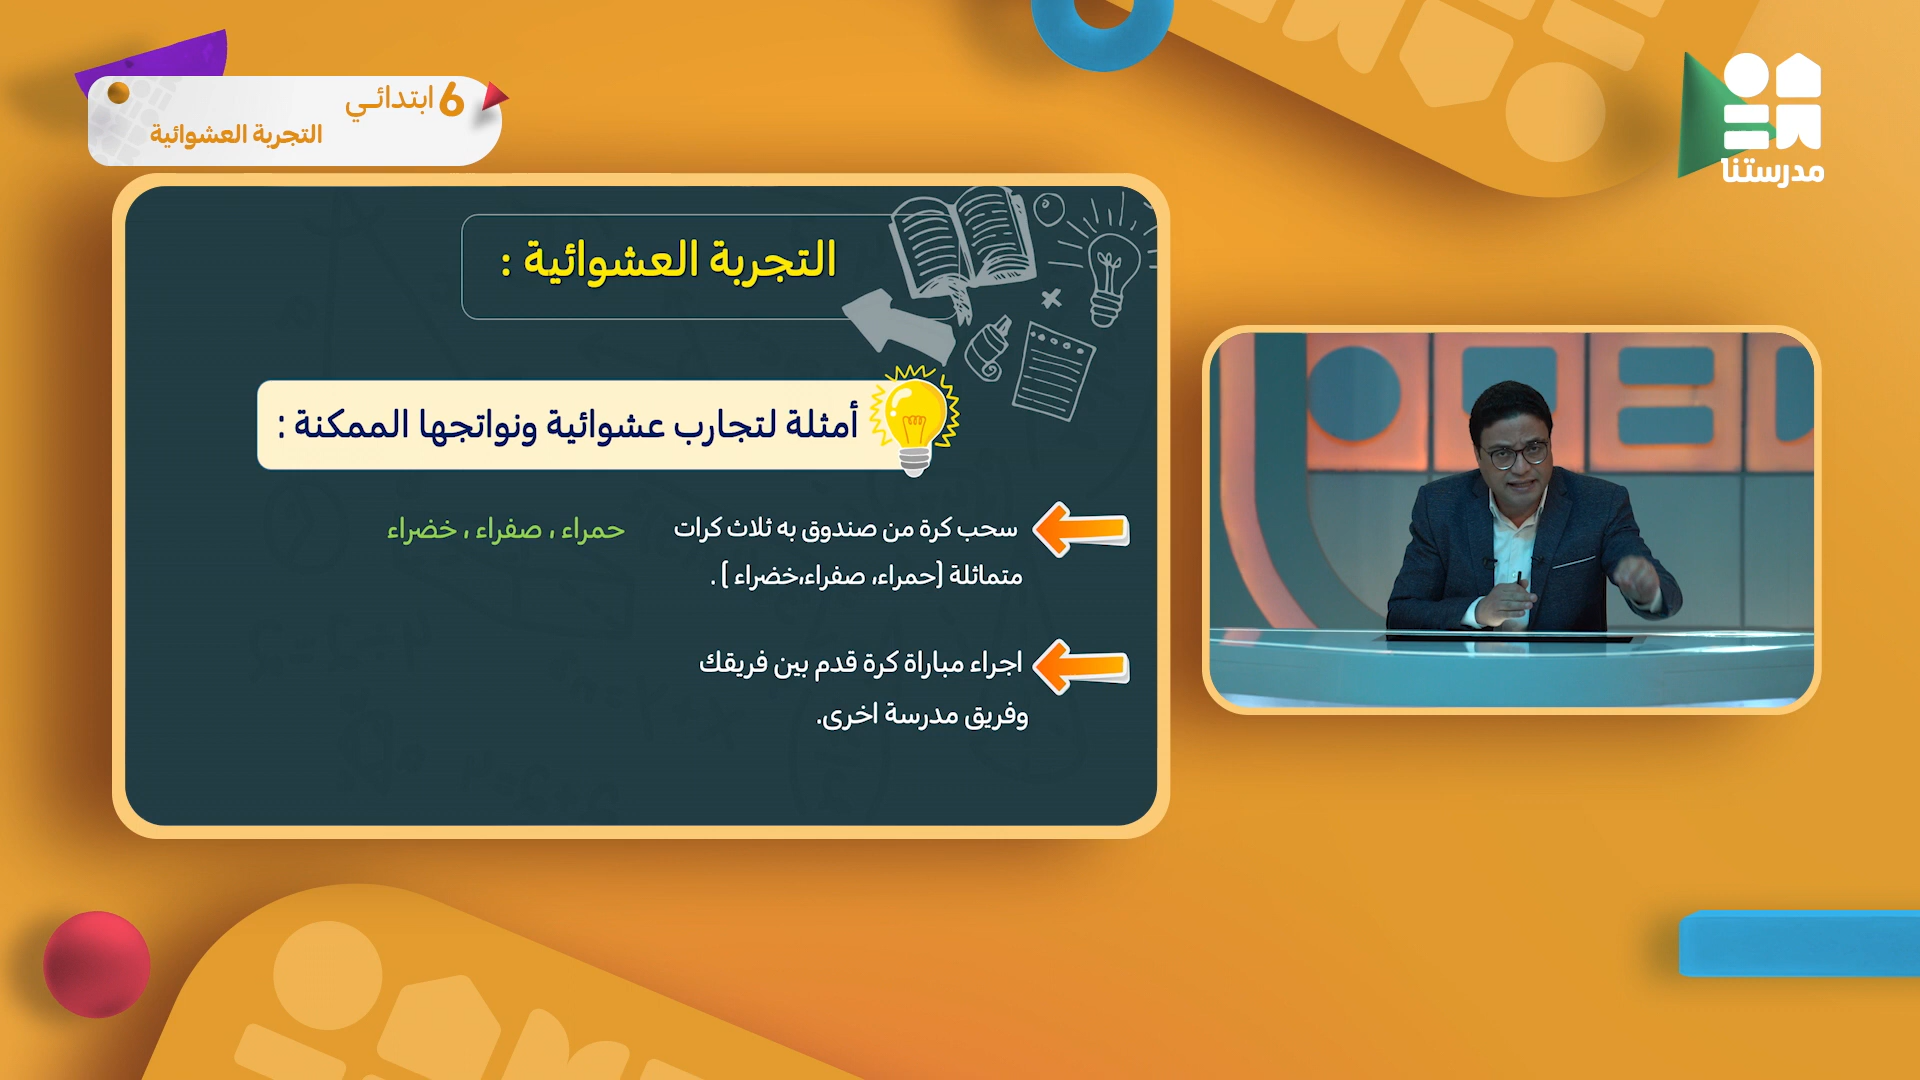 6 ابتدائي
التجربة العشوائية
مدرستنا
التجربة العشوائية :
أمثلة لتجارب عشوائية ونواتجها الممكنة :
سحب كرة من صندوق به ثلاث كرات
متماثلة (حمراء، صفراء،خضراء ) .
حمراء ، صفراء ، خضراء
اجراء مباراة كرة قدم بين فريقك
وفريق مدرسة اخرى.